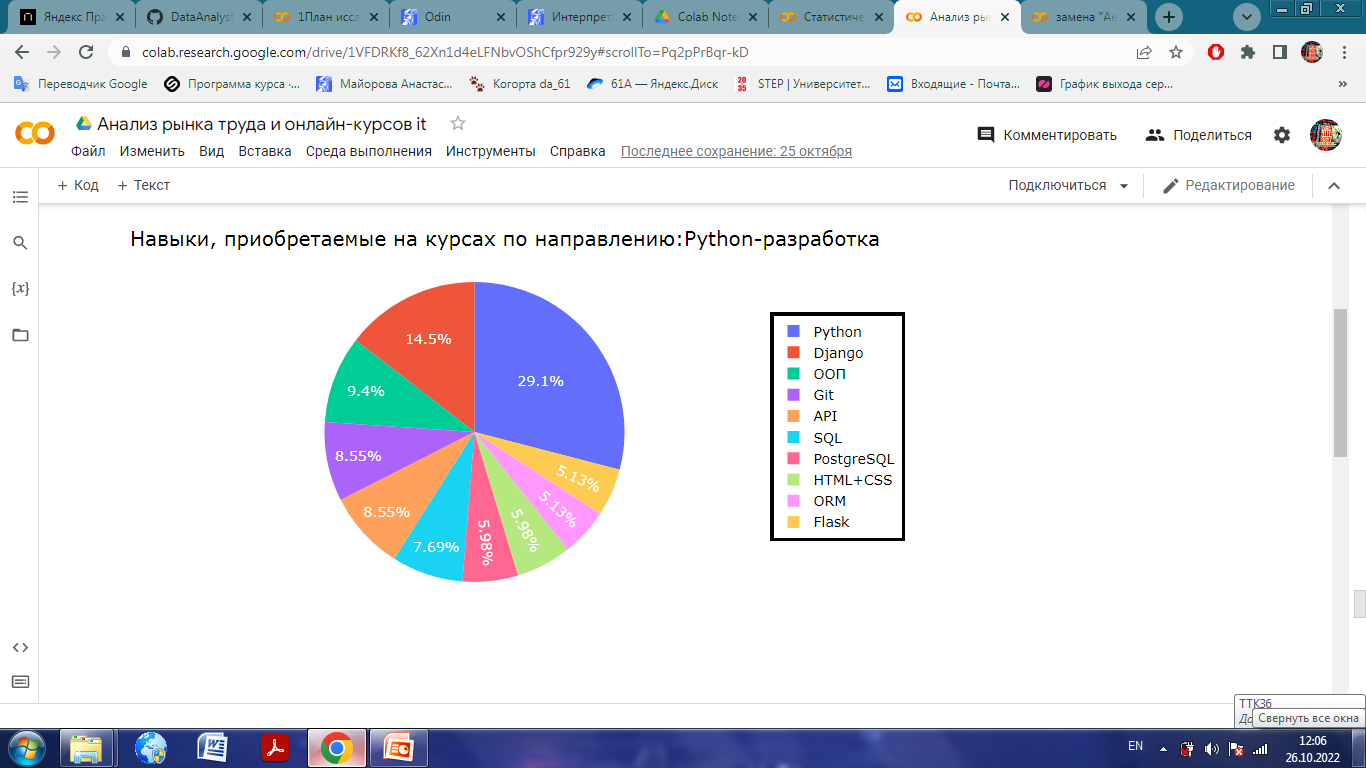 Яндекс Пра
DataAnalyst
1План иссл
Odin
Интерпрет
Colab Note
Статистиче
Анализ рын
замена "Ан
colab.research.google.com/drive/1VFDRKf8_62Xn1d4eLFNbvOShCfpr929y#scrollTo=Pq2pPrBqr-kD
Переводчик Google
Программа курса ·...
Майорова Анастас...
Когорта da_61
61А — Яндекс.Диск
20 35
STEP | Университет...
Входящие - Почта...
График выхода сер...
»
Анализ рынка труда и онлайн-курсов it
Комментировать
Поделиться
Файл Изменить Вид Вставка Среда выполнения Инструменты Справка Последнее сохранение: 25 октября
+ Код + Текст
Подключиться
Редактирование
{x}
Навыки, приобретаемые на курсах по направлению:Python-разработка
14.5%
29.1%
9.4%
8.55%
8.55%
7.69%
5.98%
5.98%
5.13%
5.13%
Python
Django
ООП
Git
API
SQL
PostgreSQL
HTML+CSS
ORM
Flask
TTK36
До
Свернуть все окна
EN
12:06
26.10.2022